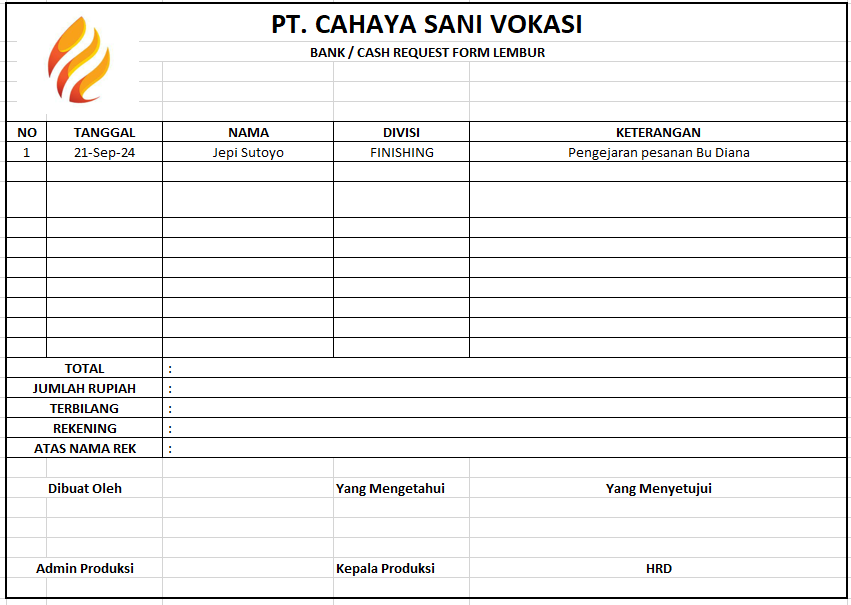 PT. CAHAYA SANI VOKASI
BANK / CASH REQUEST FORM LEMBUR
NO TANGGAL NAMA DIVISI KETERANGAN
1 21-Sep-24 Jepi Sutoyo FINISHING Pengejaran pesanan Bu Diana
TOTAL :
JUMLAH RUPIAH :
TERBILANG :
REKENING :
ATAS NAMA REK :
Dibuat Oleh Yang Mengetahui Yang Menyetujui
Admin Produksi Kepala Produksi HRD